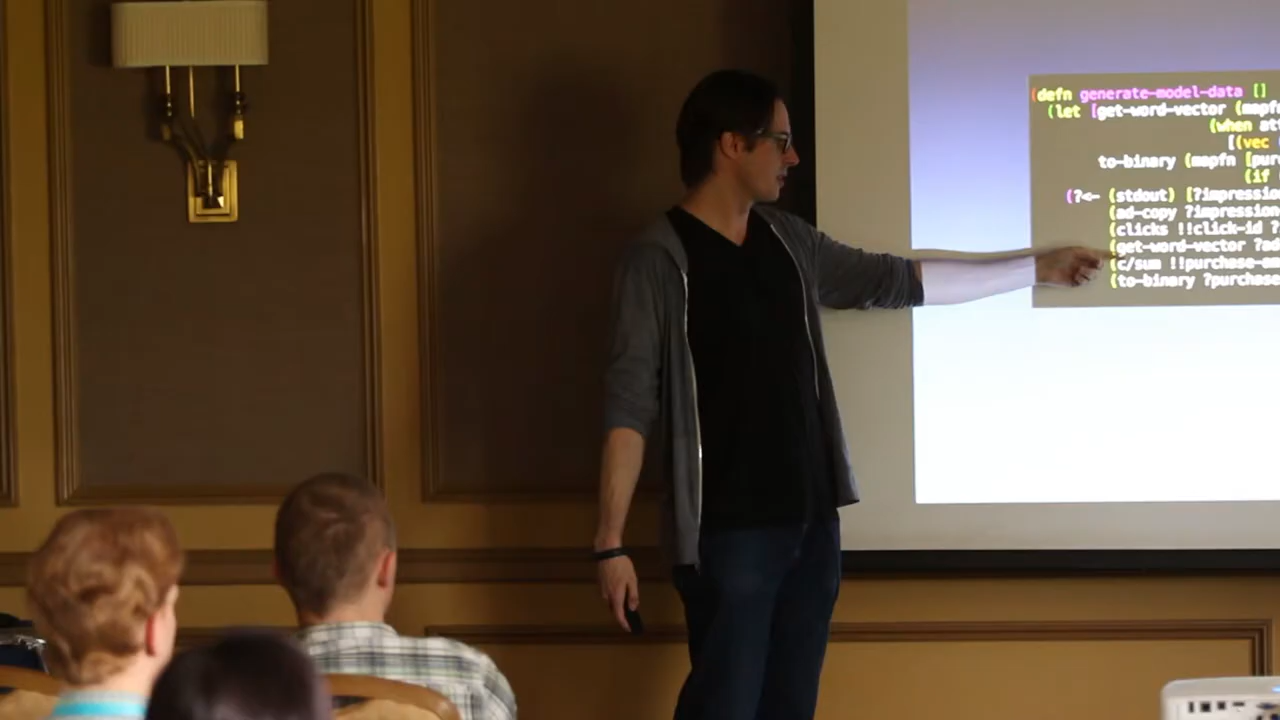 (defn generate-model-data []
(let [get-word-vector (mapfn
(when att
[(vec
to-binary (mapfn [pur
(if
(?<- (stdout) [?impression
(ad-copy ?impression-
(clicks !!click-id ?
(get-word-vector ?ad
(c/sum !!purchase-am
(to-binary ?purchase